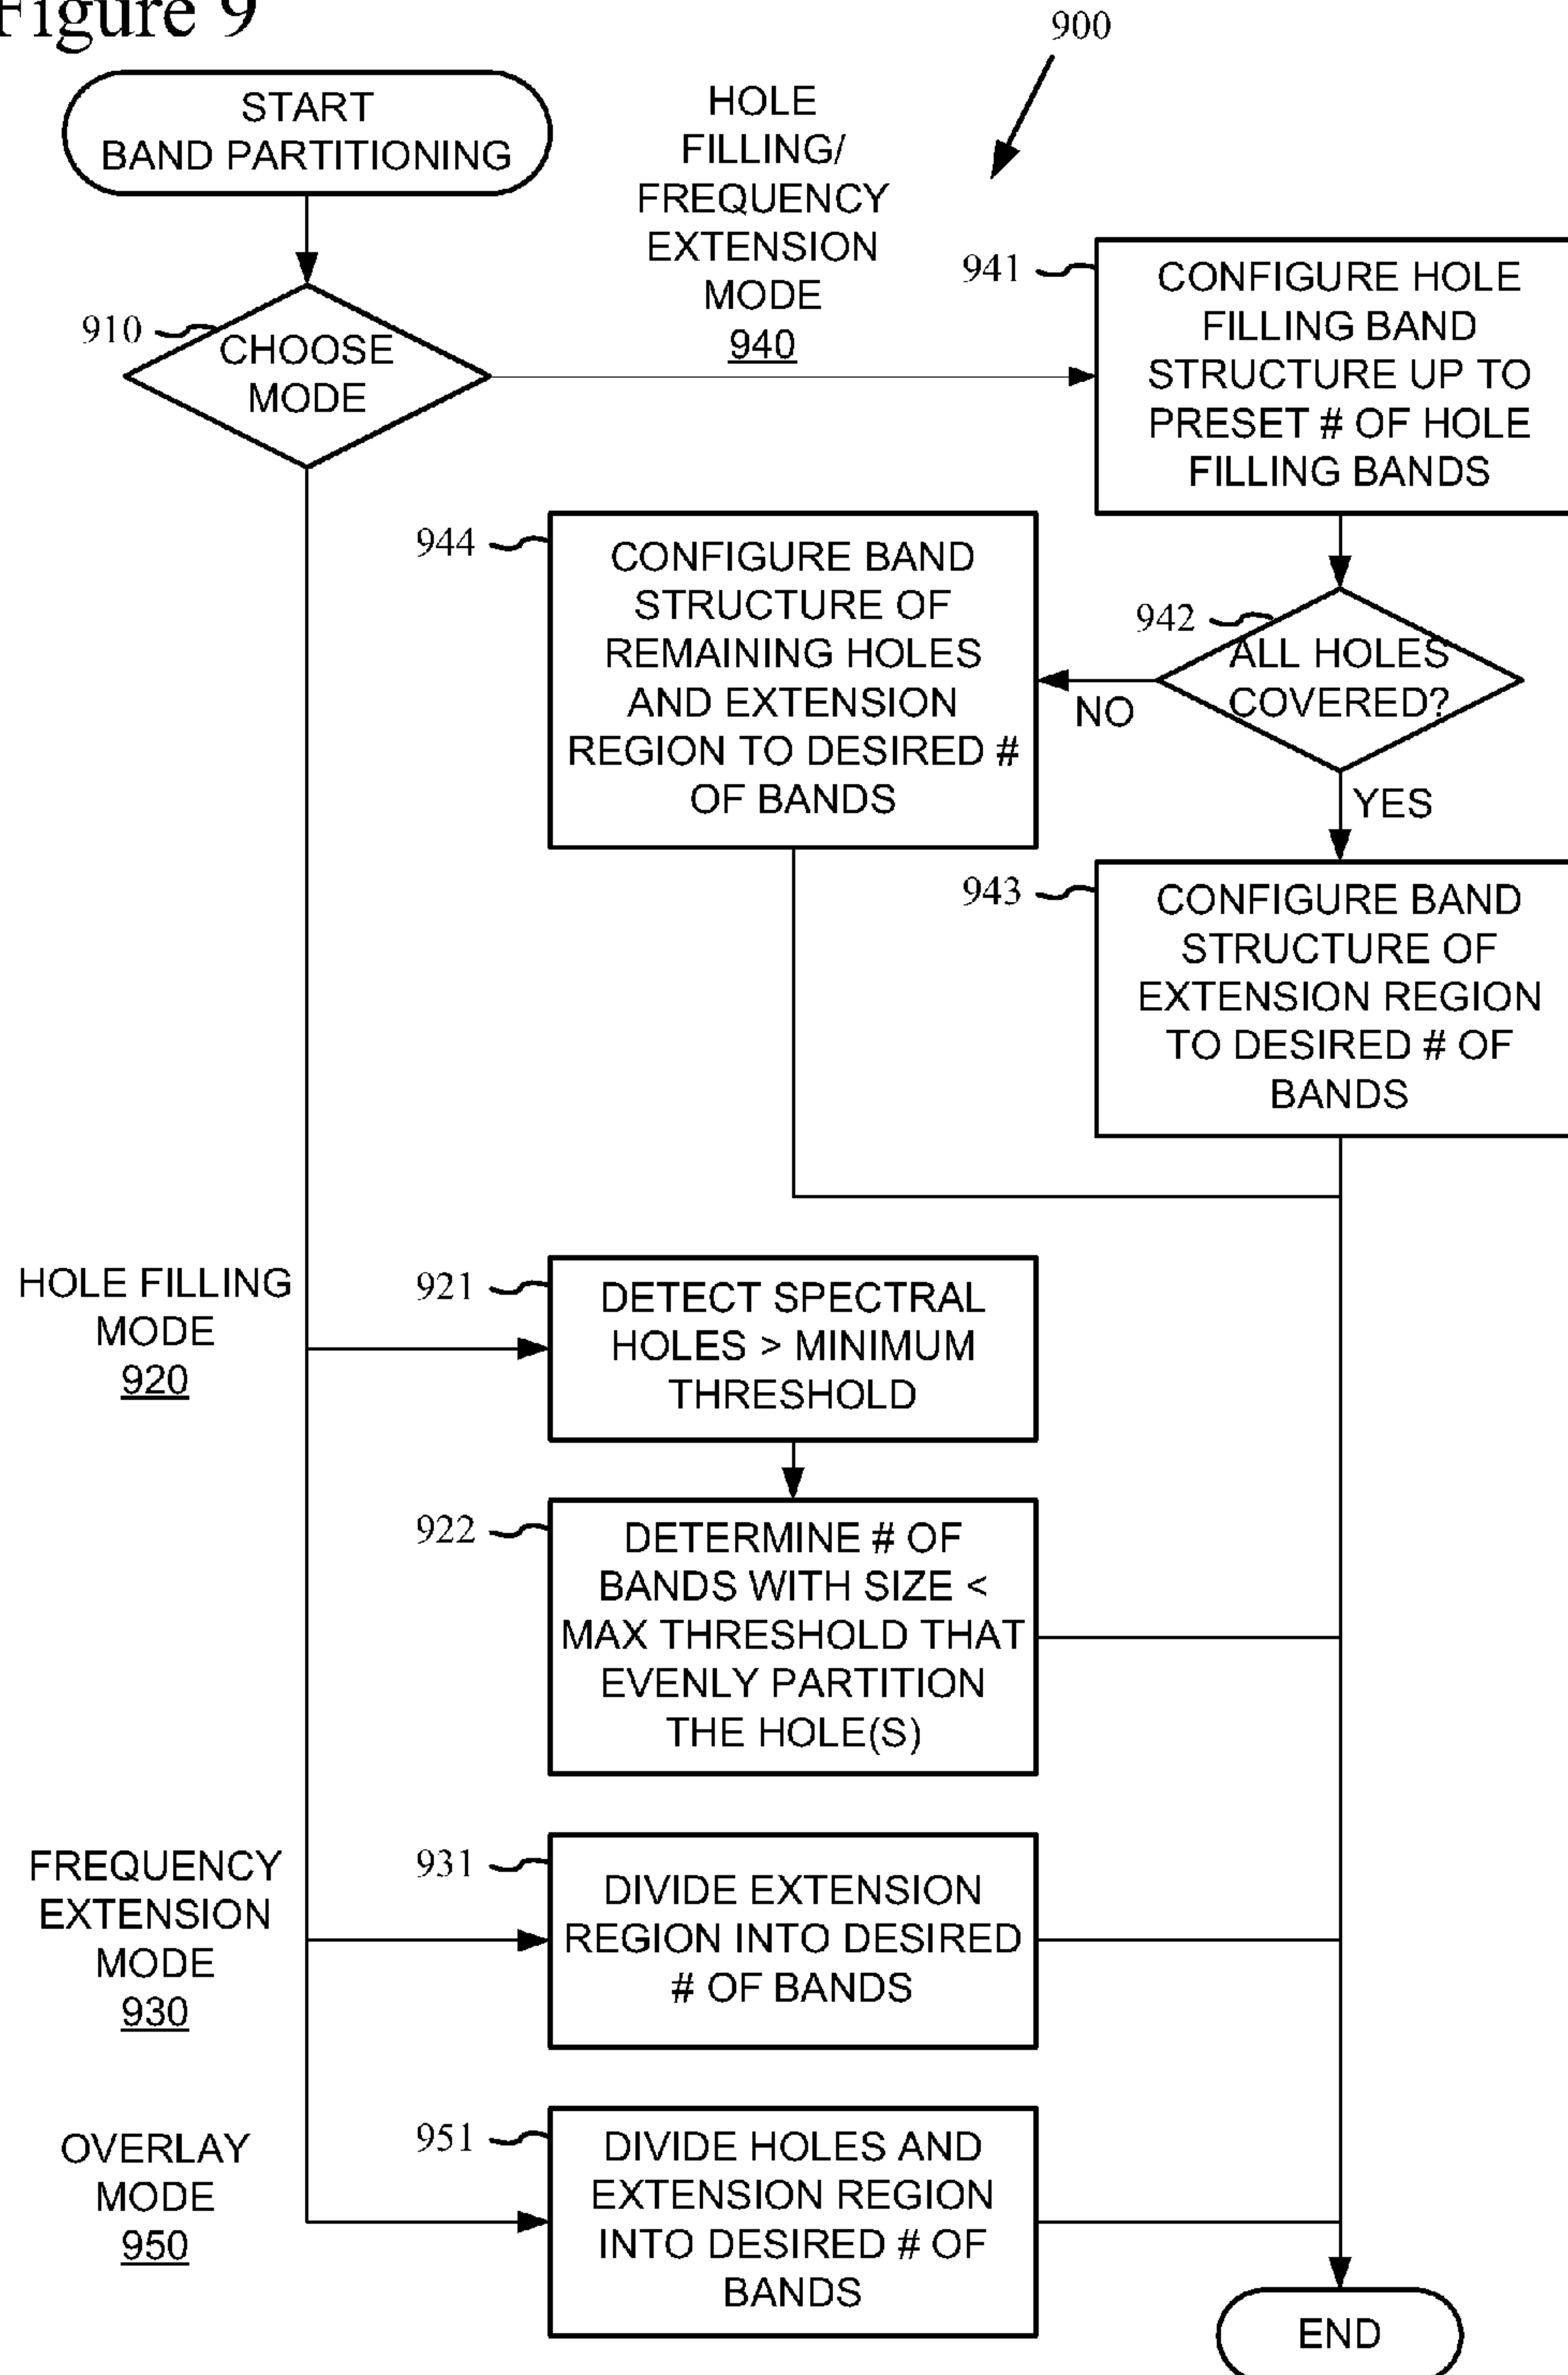 Figure 9
900
START
BAND PARTITIONING
HOLE
FILLING/
FREQUENCY
EXTENSION
MODE
940
910
CHOOSE
MODE
941
CONFIGURE HOLE
FILLING BAND
STRUCTURE UP TO
PRESET # OF HOLE
FILLING BANDS
942
ALL HOLES
COVERED?
NO
YES
944
CONFIGURE BAND
STRUCTURE OF
REMAINING HOLES
AND EXTENSION
REGION TO DESIRED #
OF BANDS
943
CONFIGURE BAND
STRUCTURE OF
EXTENSION REGION
TO DESIRED # OF
BANDS
HOLE FILLING
MODE
920
921
DETECT SPECTRAL
HOLES > MINIMUM
THRESHOLD
922
DETERMINE # OF
BANDS WITH SIZE <
MAX THRESHOLD THAT
EVENLY PARTITION
THE HOLE(S)
FREQUENCY
EXTENSION
MODE
930
931
DIVIDE EXTENSION
REGION INTO DESIRED
# OF BANDS
OVERLAY
MODE
950
951
DIVIDE HOLES AND
EXTENSION REGION
INTO DESIRED # OF
BANDS
END